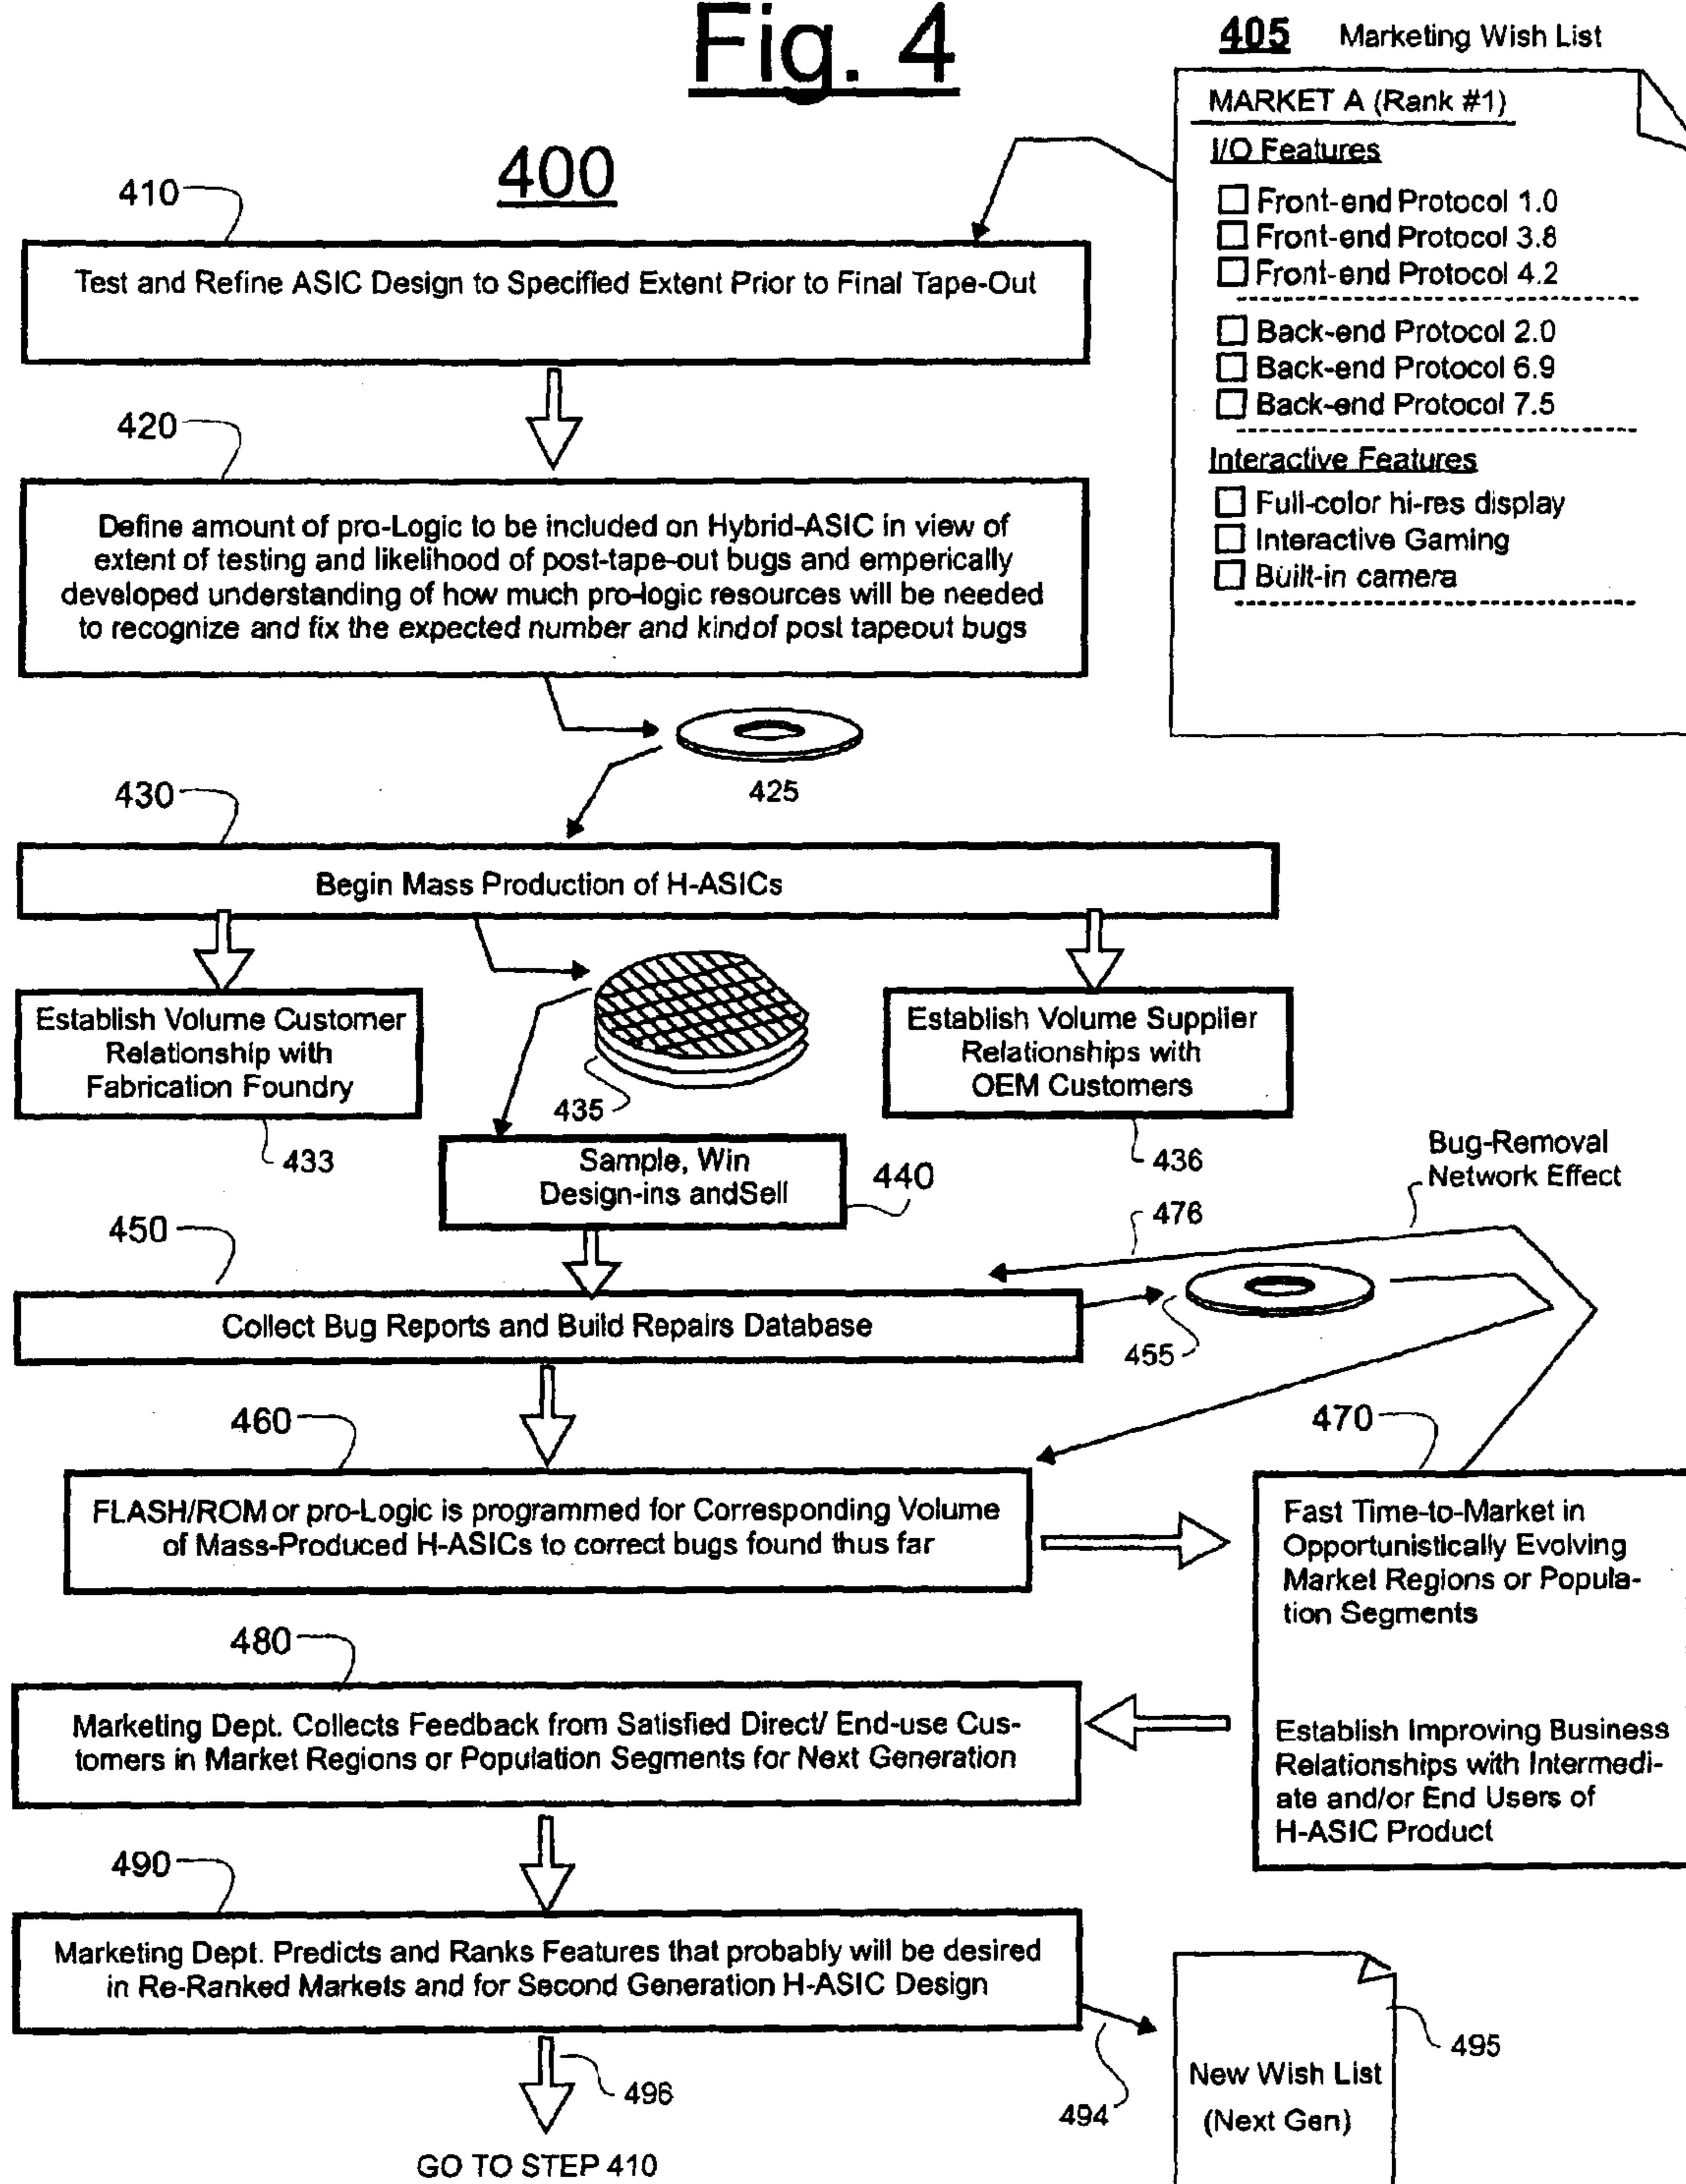 Fig. 4
405 Marketing Wish List
MARKET A (Rank #1)
I/O Features
Front-end Protocol 1.0
Front-end Protocol 3.8
Front-end Protocol 4.2
Back-end Protocol 2.0
Back-end Protocol 6.9
Back-end Protocol 7.5
Interactive Features
Full-color hi-res display
Interactive Gaming
Built-in camera
400
410
Test and Refine ASIC Design to Specified Extent Prior to Final Tape-Out
420
Define amount of pro-Logic to be included on Hybrid-ASIC in view of
extent of testing and likelihood of post-tape-out bugs and emperically
developed understanding of how much pro-logic resources will be needed
to recognize and fix the expected number and kindof post tapeout bugs
425
430
Begin Mass Production of H-ASICs
Establish Volume Customer
Relationship with
Fabrication Foundry
433
435
Establish Volume Supplier
Relationships with
OEM Customers
436
Sample, Win
Design-ins andSell
440
Bug-Removal
Network Effect
476
450
Collect Bug Reports and Build Repairs Database
455
460
FLASH/ROM or pro-Logic is programmed for Corresponding Volume
of Mass-Produced H-ASICs to correct bugs found thus far
470
Fast Time-to-Market in
Opportunistically Evolving
Market Regions or Popula-
tion Segments
Establish Improving Business
Relationships with Intermedi-
ate and/or End Users of
H-ASIC Product
480
Marketing Dept. Collects Feedback from Satisfied Direct/ End-use Cus-
tomers in Market Regions or Population Segments for Next Generation
490
Marketing Dept. Predicts and Ranks Features that probably will be desired
in Re-Ranked Markets and for Second Generation H-ASIC Design
494
495
New Wish List
(Next Gen)
496
GO TO STEP 410